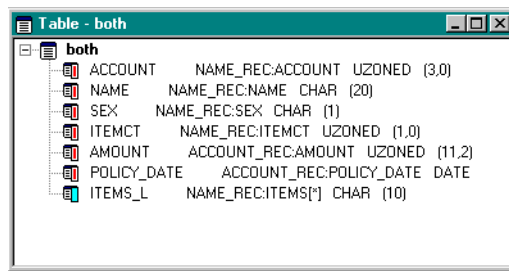 Table - both
both
ACCOUNT NAME_REC:ACCOUNT UZONED (3,0)
NAME NAME_REC:NAME CHAR (20)
SEX NAME_REC:SEX CHAR (1)
ITEMCT NAME_REC:ITEMCT UZONED (1,0)
AMOUNT ACCOUNT_REC:AMOUNT UZONED (11,2)
POLICY_DATE ACCOUNT_REC:POLICY_DATE DATE
ITEMS_L NAME_REC:ITEMS[*] CHAR (10)